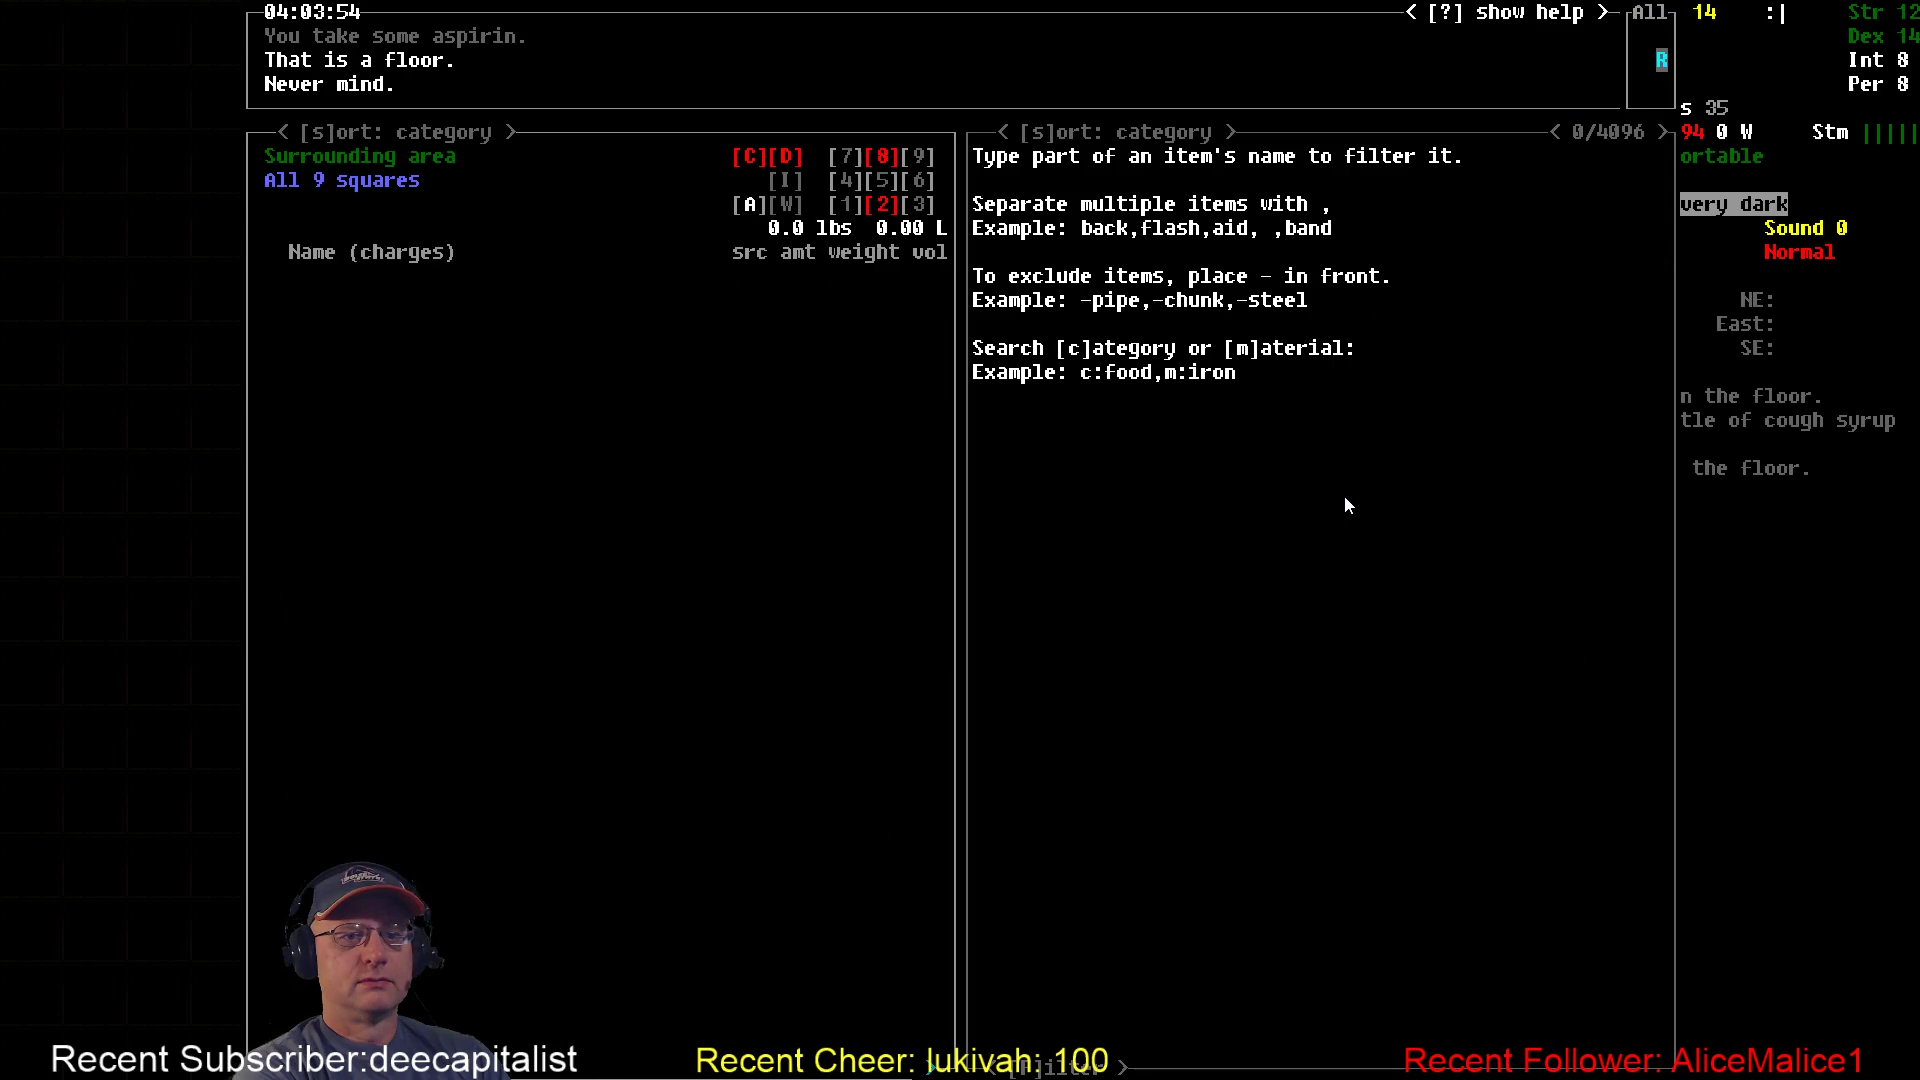 04:03:54 < [?] show help > All 14 :| Str 12
You take some aspirin. Dex 14
That is a floor. R Int 8
Never mind. Per 8
s 35
< [s]ort: category > < [s]ort: category > < 0/4096 > 94 0 W Stm |||||
Surrounding area [C][D] [7][8][9] Type part of an item's name to filter it. ortable
All 9 squares [I] [4][5][6]
[A][W] [1][2][3] Separate multiple items with , very dark
0.0 lbs 0.00 L Example: back,flash,aid, ,band Sound 0
Name (charges) src amt weight vol Normal
To exclude items, place - in front.
Example: -pipe,-chunk,-steel NE:
East:
Search [c]ategory or [m]aterial: SE:
Example: c:food,m:iron
n the floor.
tle of cough syrup
the floor.
Recent Subscriber:deecapitalist Recent Cheer: lukivah: 100 Recent Follower: AliceMalice1